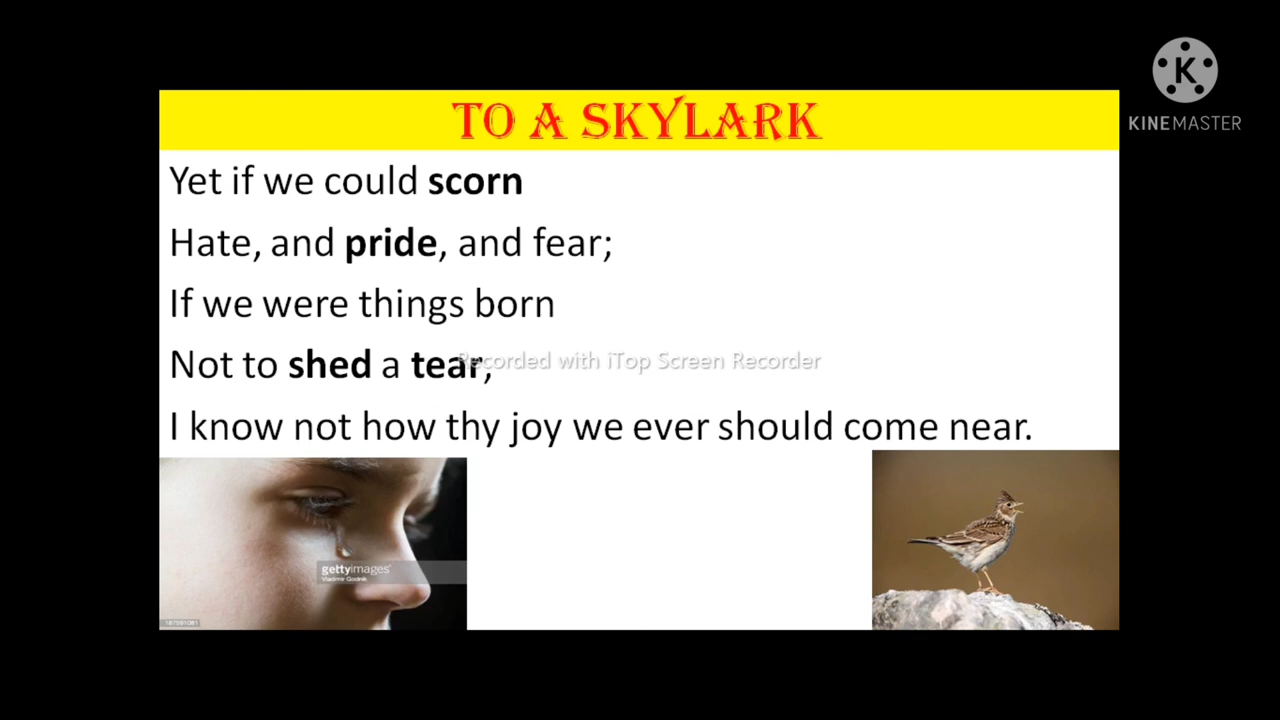 TO A SKYLARK
Yet if we could scorn
Hate, and pride, and fear;
If we were things born
Not to shed a tear,
I know not how thy joy we ever should come near.
Recorded with iTop Screen Recorder
K
KINEMASTER
gettyimages
Vladimir Godnik
187591081